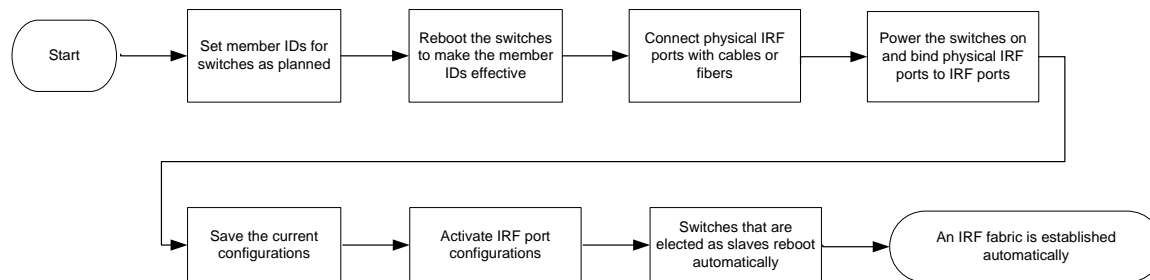 Start
Set member IDs for
switches as planned
Reboot the switches
to make the member
IDs effective
Connect physical IRF
ports with cables or
fibers
Power the switches on
and bind physical IRF
ports to IRF ports
Save the current
configurations
Activate IRF port
configurations
Switches that are
elected as slaves reboot
automatically
An IRF fabric is established
automatically